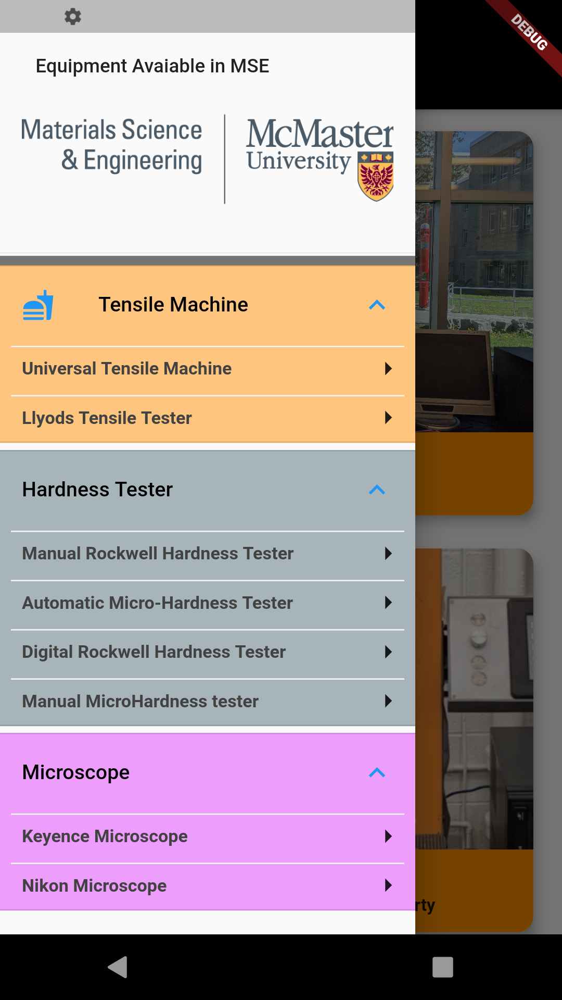 DEBUG
Equipment Avaiable in MSE
Materials Science
& Engineering
McMaster
University
Tensile Machine
Universal Tensile Machine
Llyods Tensile Tester
Hardness Tester
Manual Rockwell Hardness Tester
Automatic Micro-Hardness Tester
Digital Rockwell Hardness Tester
Manual MicroHardness tester
Microscope
Keyence Microscope
Nikon Microscope
rty